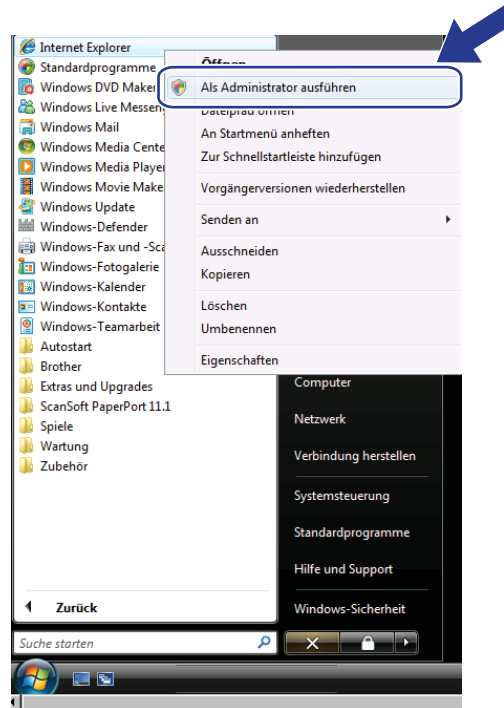 Internet Explorer
Standardprogramme
Windows DVD Maker
Windows Live Messen
Windows Mail
Windows Media Cente
Windows Media Player
Windows Movie Make
Windows Update
Windows-Defender
Windows-Fax und -Sca
Windows-Fotogalerie
Windows-Kalender
Windows-Kontakte
Windows-Teamarbeit
Autostart
Brother
Extras und Upgrades
ScanSoft PaperPort 11.1
Spiele
Wartung
Zubehör
Zurück
Suche starten
Öffnen
Als Administrator ausführen
Dateipfad öffnen
An Startmenü anheften
Zur Schnellstartleiste hinzufügen
Vorgängerversionen wiederherstellen
Senden an
Ausschneiden
Kopieren
Löschen
Umbenennen
Eigenschaften
Computer
Netzwerk
Verbindung herstellen
Systemsteuerung
Standardprogramme
Hilfe und Support
Windows-Sicherheit